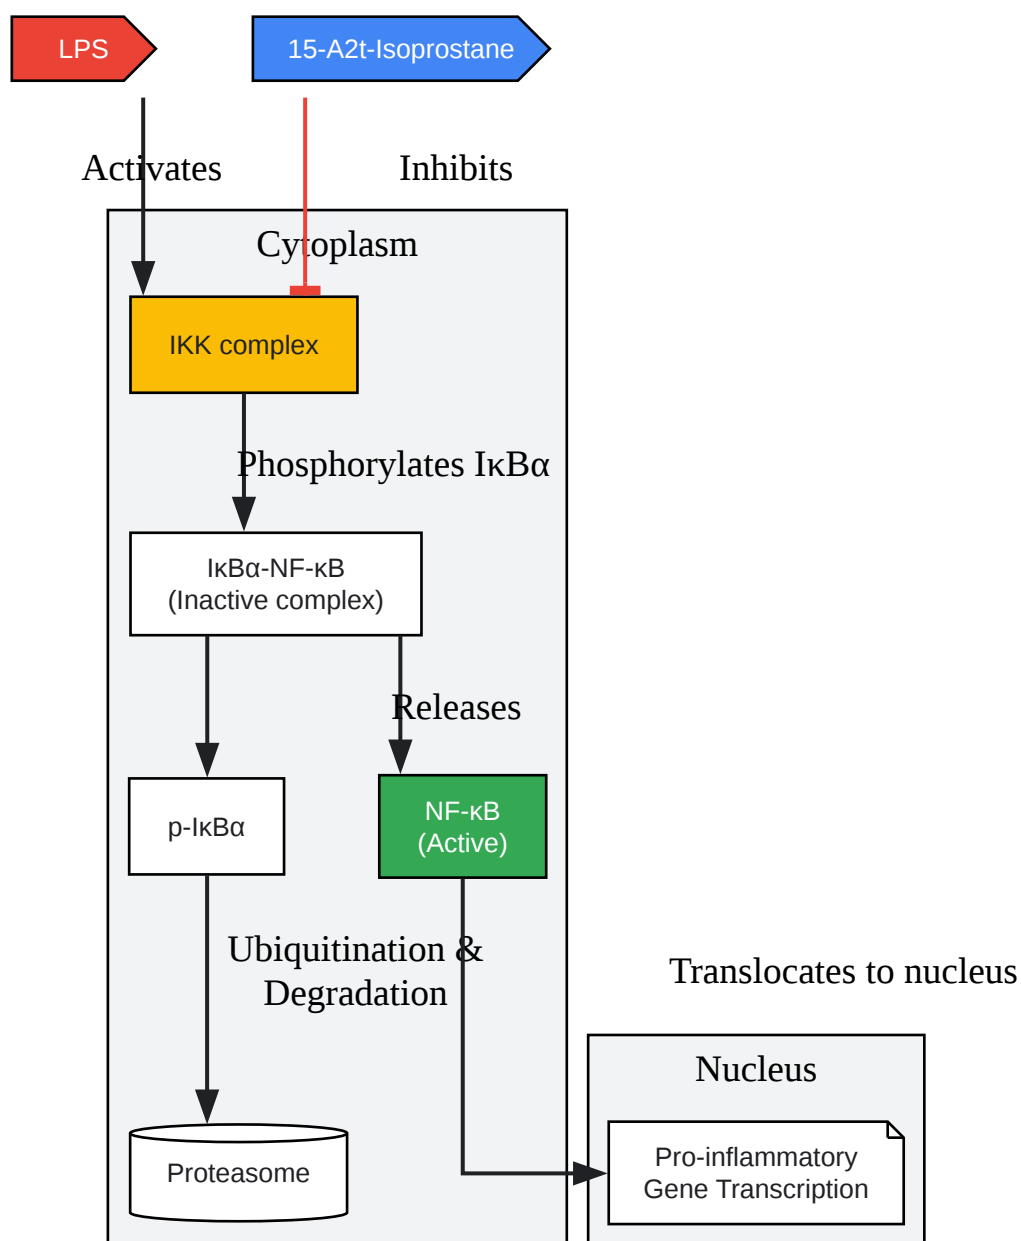 LPS
15-A2t-Isoprostane
Activates
Inhibits
Cytoplasm
IKK complex
Phosphorylates IκBα
IκBα-NF-κB
(Inactive complex)
Releases
p-IκBα
NF-κB
(Active)
Ubiquitination &
Degradation
Translocates to nucleus
Nucleus
Proteasome
Pro-inflammatory
Gene Transcription